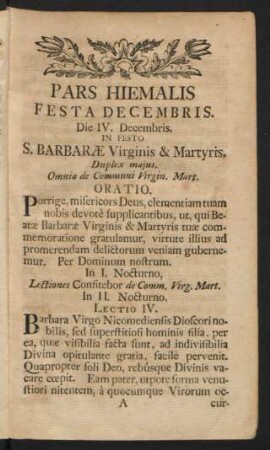 PARS HIEMALIS
FESTA DECEMBRIS.
Die IV. Decembris.
IN FESTO
S. BARBARÆ Virginis & Martyris.
Duplex majus.
Omnia de Communi Virgin. Mart.
ORATIO.
Porrige, misericors Deus, clementiam tuam
nobis devotè supplicantibus, ut, qui Be-
atæ Barbaræ Virginis & Martyris tuæ com-
memoratione gratulamur, virtute illius ad
promerendam delictorum veniam guberne-
mur. Per Dominum nostrum.
In I. Nocturno,
Lectiones Confitebor de Comm. Virg. Mart.
In II. Nocturno.
LECTIO IV.
Barbara Virgo Nicomediensis Dioscori no-
bilis, sed superstitiosi hominis filia, per
ea, quæ visibilia facta sunt, ad indivisibilia
Divina opitulante gratia, facilè pervenit.
Quapropter soli Deo, rebúsque Divinis va-
care cœpit. Eam pater, utpote forma venu-
stiori nitentem, à quocumque Virorum oc-
A cur-